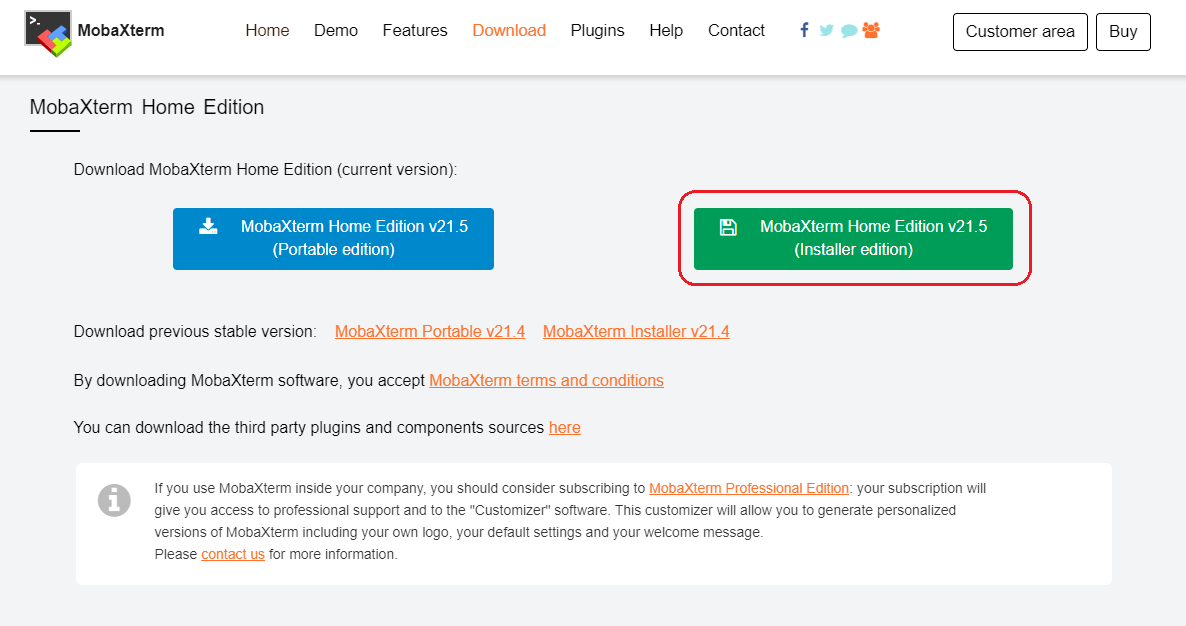 MobaXterm
Home Demo Features Download Plugins Help Contact
Customer area Buy
MobaXterm Home Edition
Download MobaXterm Home Edition (current version):
MobaXterm Home Edition v21.5
(Portable edition)
MobaXterm Home Edition v21.5
(Installer edition)
Download previous stable version: MobaXterm Portable v21.4 MobaXterm Installer v21.4
By downloading MobaXterm software, you accept MobaXterm terms and conditions
You can download the third party plugins and components sources here
If you use MobaXterm inside your company, you should consider subscribing to MobaXterm Professional Edition: your subscription will
give you access to professional support and to the "Customizer" software. This customizer will allow you to generate personalized
versions of MobaXterm including your own logo, your default settings and your welcome message.
Please contact us for more information.